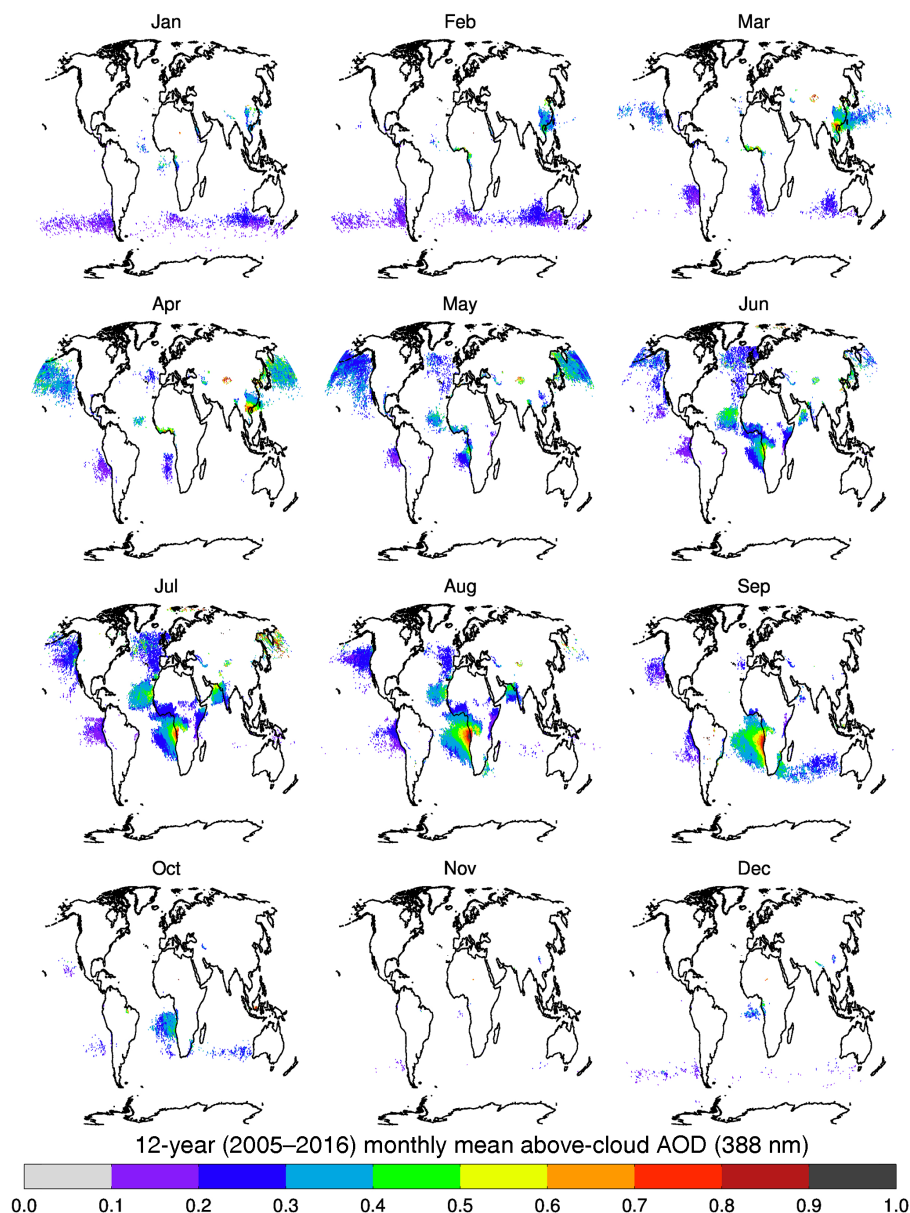 Jan Feb Mar
Apr May Jun
Jul Aug Sep
Oct Nov Dec
12-year (2005–2016) monthly mean above-cloud AOD (388 nm)
0.0 0.1 0.2 0.3 0.4 0.5 0.6 0.7 0.8 0.9 1.0